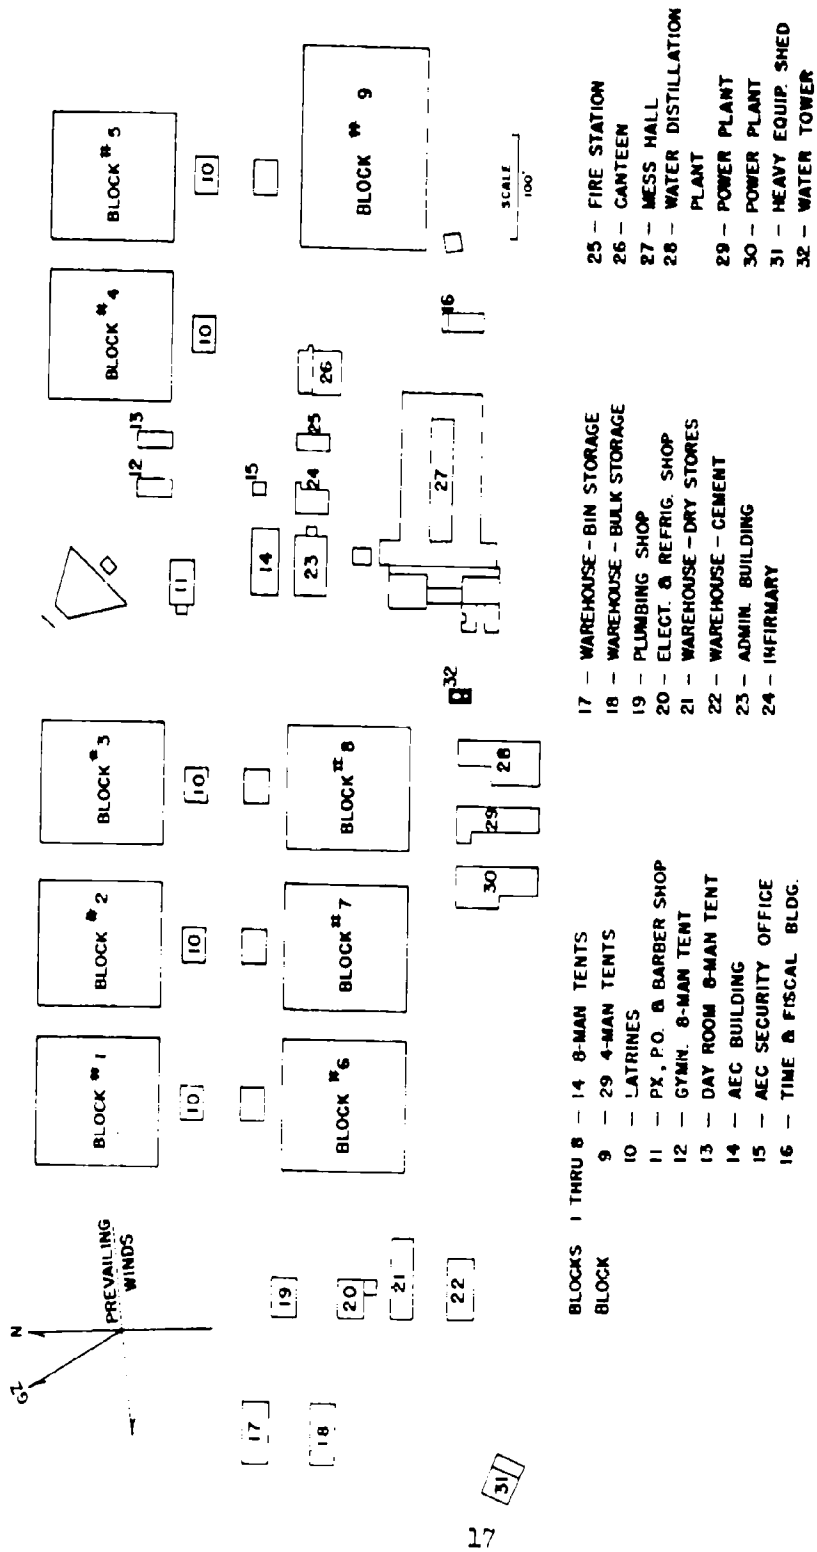 N
GZ
PREVAILING
WINDS
BLOCK #1
BLOCK #2
BLOCK #3
BLOCK #4
BLOCK #5
10
10
10
10
10
11
12
13
BLOCK #6
BLOCK #7
BLOCK #8
BLOCK # 9
14
15
23
24
25
26
17
18
19
20
21
22
30
29
28
32
27
16
31
SCALE
100'
BLOCKS 1 THRU 8 – 14 8-MAN TENTS
BLOCK 9 – 29 4-MAN TENTS
10 – LATRINES
11 – PX, P.O. & BARBER SHOP
12 – GYMN. 8-MAN TENT
13 – DAY ROOM 8-MAN TENT
14 – AEC BUILDING
15 – AEC SECURITY OFFICE
16 – TIME & FISCAL BLDG.
17 – WAREHOUSE-BIN STORAGE
18 – WAREHOUSE-BULK STORAGE
19 – PLUMBING SHOP
20 – ELECT. & REFRIG. SHOP
21 – WAREHOUSE-DRY STORES
22 – WAREHOUSE-CEMENT
23 – ADMIN. BUILDING
24 – INFIRMARY
25 – FIRE STATION
26 – CANTEEN
27 – MESS HALL
28 – WATER DISTILLATION
PLANT
29 – POWER PLANT
30 – POWER PLANT
31 – HEAVY EQUIP. SHED
32 – WATER TOWER
17